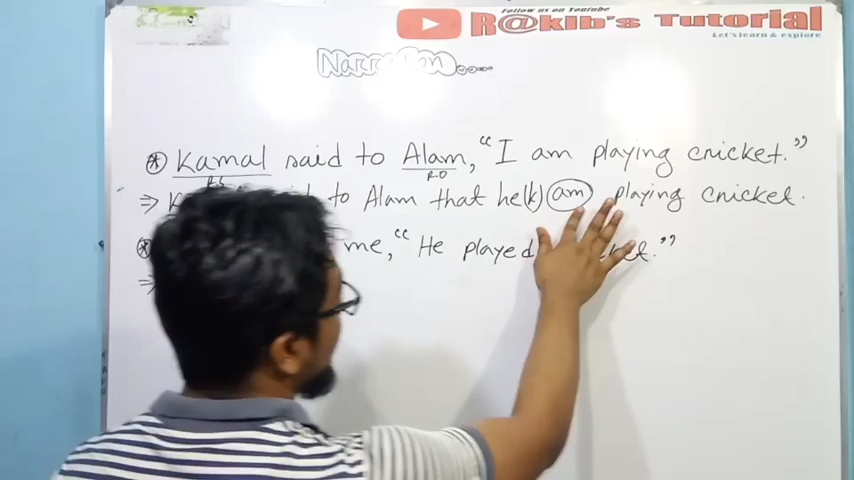 Follow us on Youtube
R@kib's Tutorial
Let's learn & explore
Narration....
* Kamal said to Alam, "I am playing cricket."
RS RO
⇒ to Alam that he(k) am playing cricket.
me, "He played
⇒